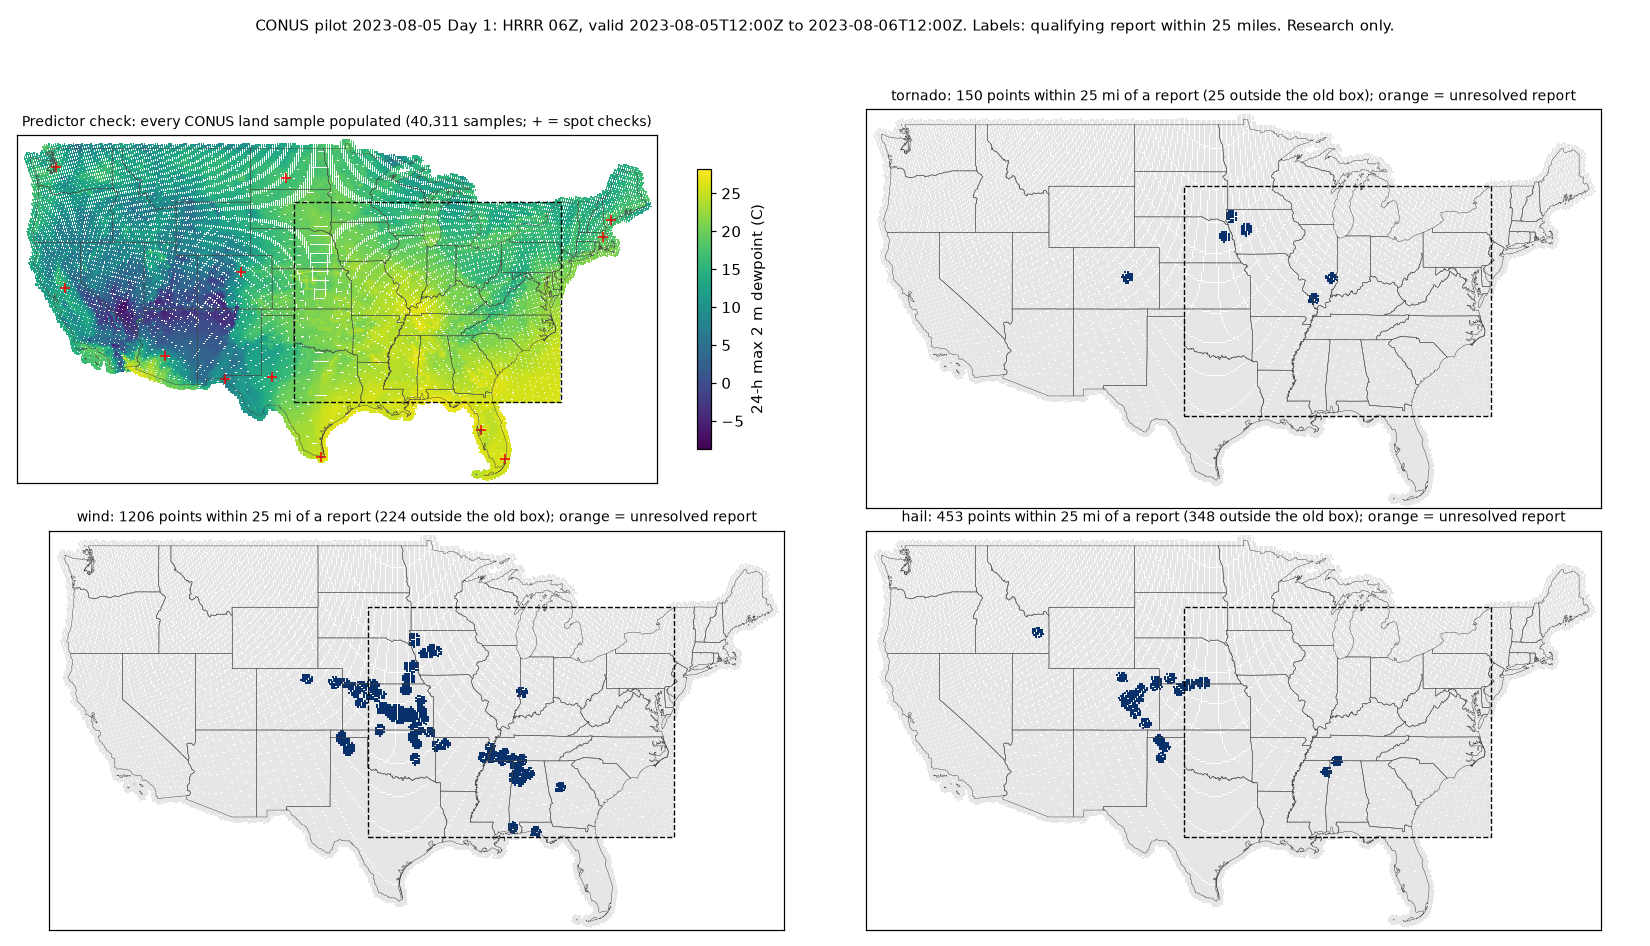 CONUS pilot 2023-08-05 Day 1: HRRR 06Z, valid 2023-08-05T12:00Z to 2023-08-06T12:00Z. Labels: qualifying report within 25 miles. Research only.
Predictor check: every CONUS land sample populated (40,311 samples; + = spot checks)
25
20
15
10
5
0
−5
24-h max 2 m dewpoint (C)
tornado: 150 points within 25 mi of a report (25 outside the old box); orange = unresolved report
wind: 1206 points within 25 mi of a report (224 outside the old box); orange = unresolved report
hail: 453 points within 25 mi of a report (348 outside the old box); orange = unresolved report